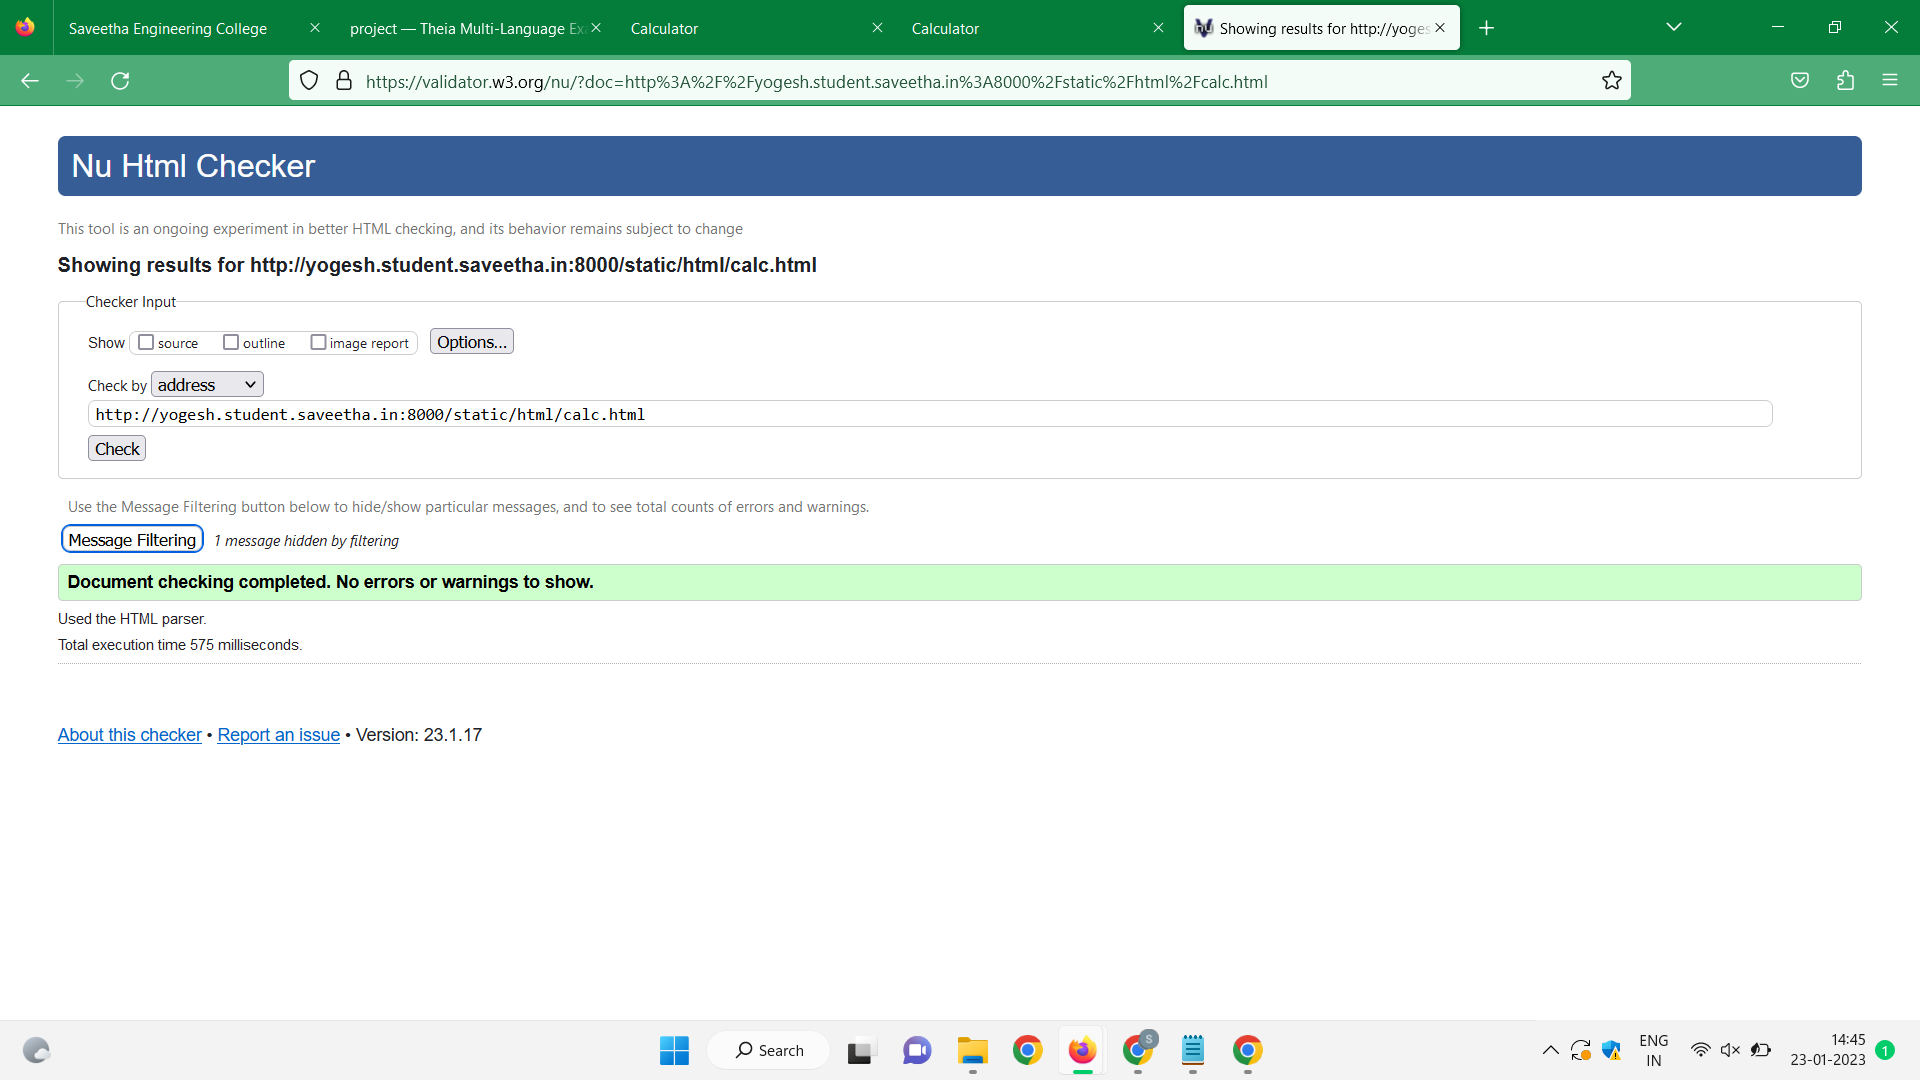 Saveetha Engineering College
project — Theia Multi-Language Ex
Calculator
Calculator
Showing results for http://yoges
https://validator.w3.org/nu/?doc=http%3A%2F%2Fyogesh.student.saveetha.in%3A8000%2Fstatic%2Fhtml%2Fcalc.html
Nu Html Checker
This tool is an ongoing experiment in better HTML checking, and its behavior remains subject to change
Showing results for http://yogesh.student.saveetha.in:8000/static/html/calc.html
Checker Input
Show source outline image report Options...
Check by address
http://yogesh.student.saveetha.in:8000/static/html/calc.html
Check
Use the Message Filtering button below to hide/show particular messages, and to see total counts of errors and warnings.
Message Filtering 1 message hidden by filtering
Document checking completed. No errors or warnings to show.
Used the HTML parser.
Total execution time 575 milliseconds.
About this checker • Report an issue • Version: 23.1.17
Search
S
ENG
IN
14:45
23-01-2023
1